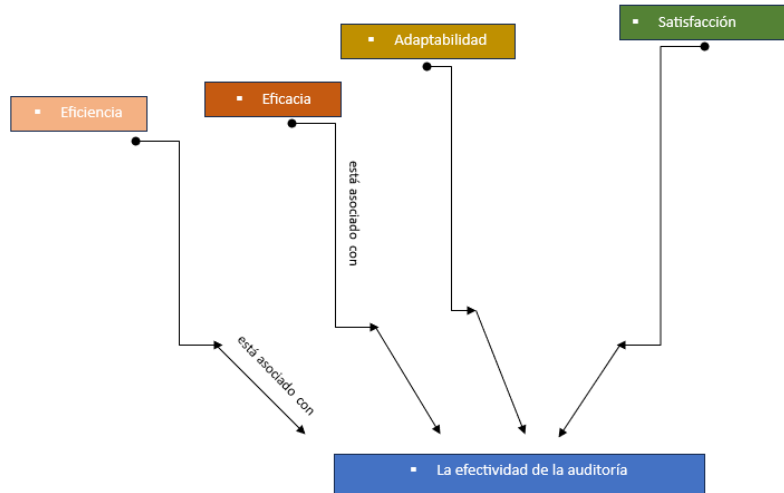 ▪ Satisfacción
▪ Adaptabilidad
▪ Eficacia
▪ Eficiencia
está asociado con
está asociado con
▪ La efectividad de la auditoría